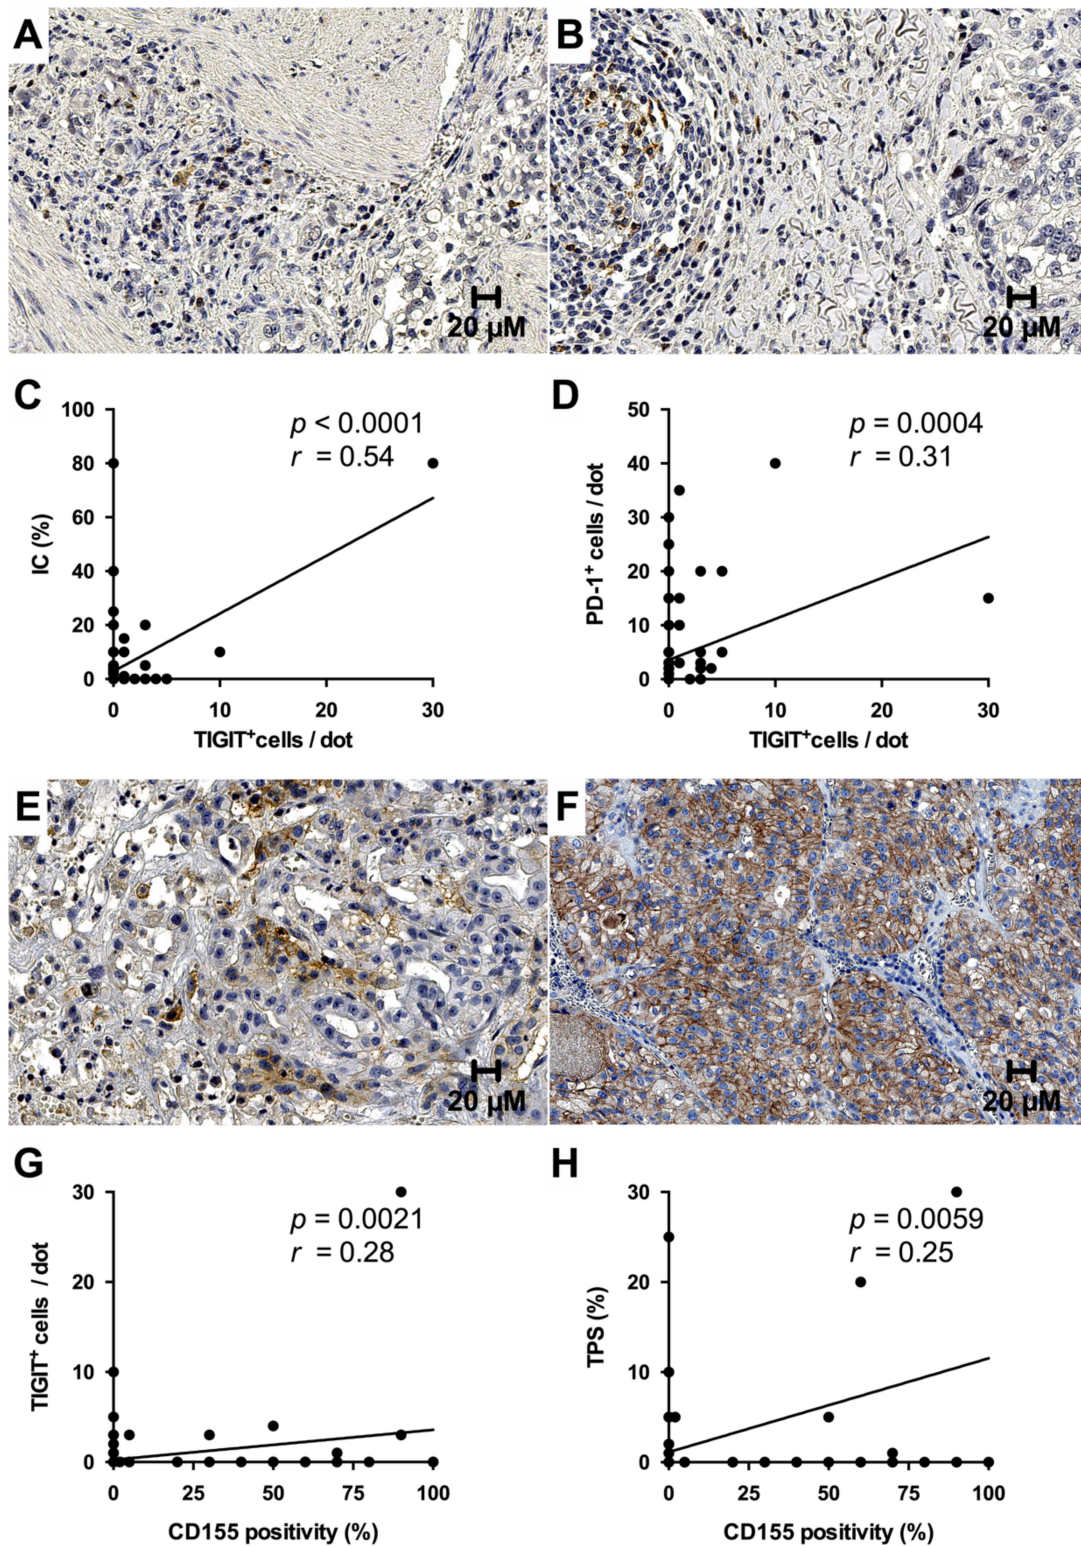 A
B
20 µM
20 µM
C
D
p < 0.0001
r = 0.54
100
80
60
40
20
0
IC (%)
0
10
20
30
TIGIT⁺cells / dot
p = 0.0004
r = 0.31
50
40
30
20
10
0
PD-1⁺ cells / dot
0
10
20
30
TIGIT⁺cells / dot
E
F
20 µM
20 µM
G
H
p = 0.0021
r = 0.28
30
20
10
0
TIGIT⁺ cells / dot
0
25
50
75
100
CD155 positivity (%)
p = 0.0059
r = 0.25
30
20
10
0
TPS (%)
0
25
50
75
100
CD155 positivity (%)